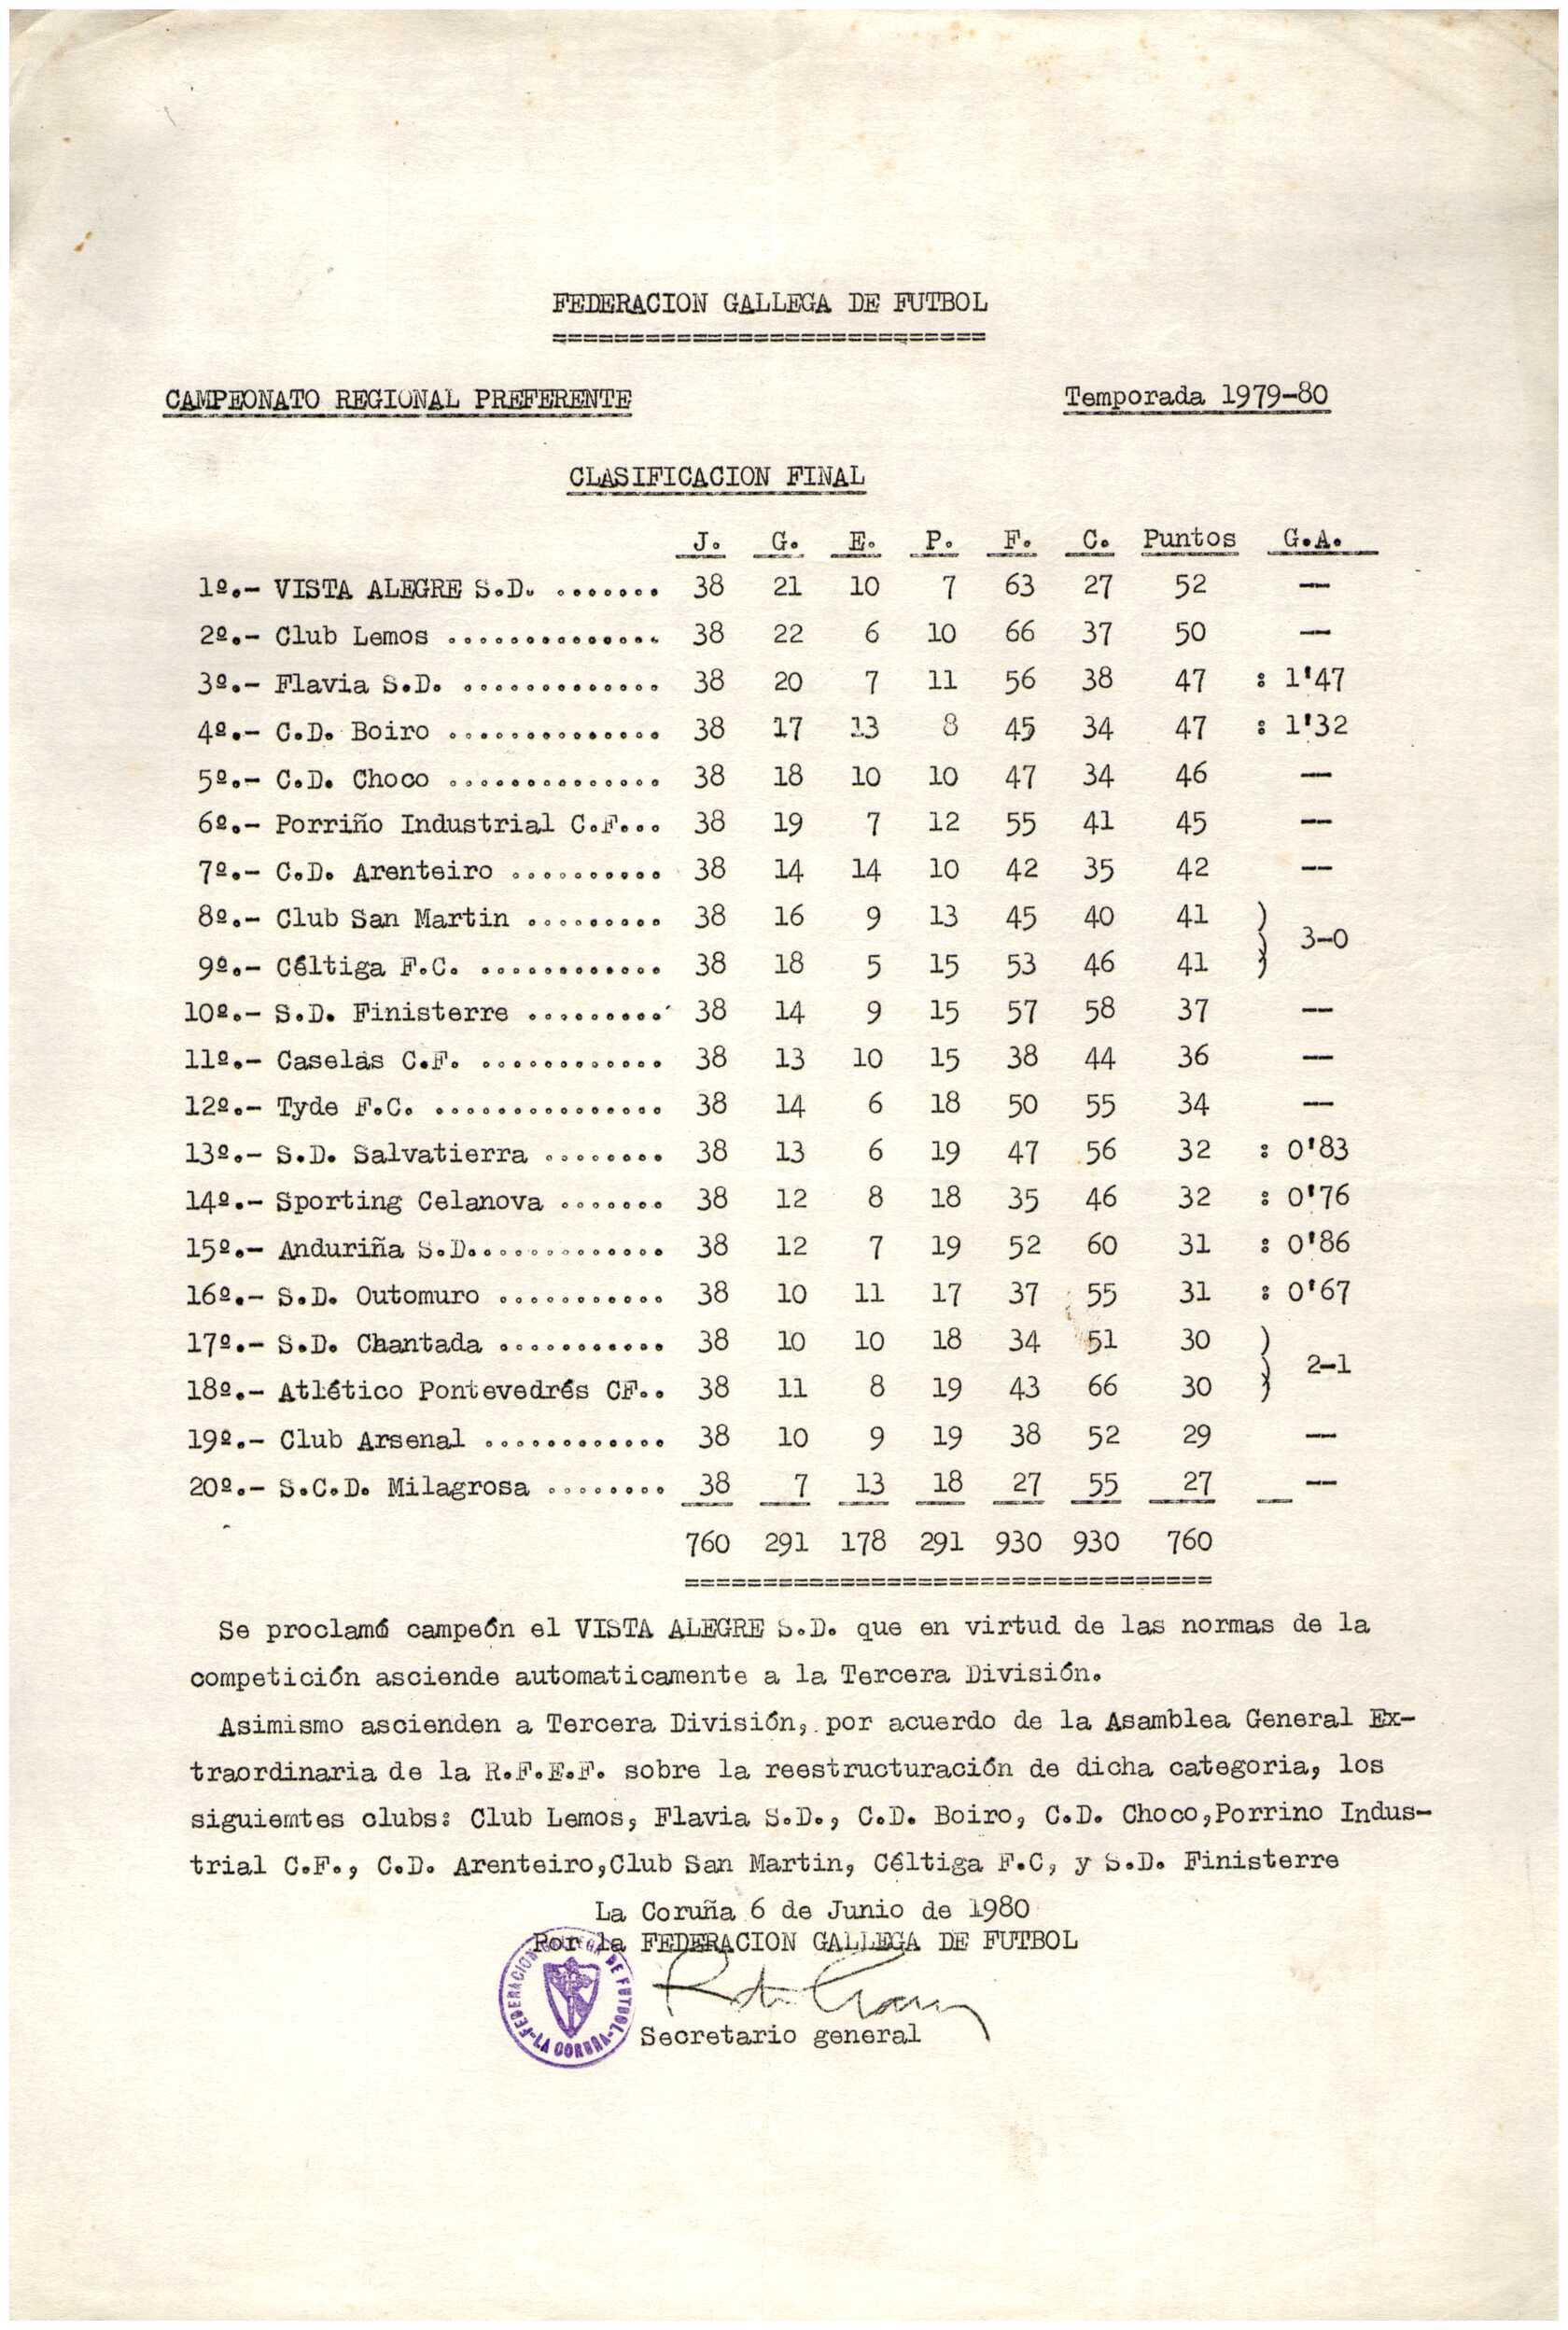 FEDERACION GALLEGA DE FUTBOL
============================
CAMPEONATO REGIONAL PREFERENTE Temporada 1979-80
CLASIFICACION FINAL
J. G. E. P. F. C. Puntos G.A.
1º.- VISTA ALEGRE S.D. ....... 38 21 10 7 63 27 52 --
2º.- Club Lemos .............. 38 22 6 10 66 37 50 --
3º.- Flavia S.D. ............. 38 20 7 11 56 38 47 : 1'47
4º.- C.D. Boiro .............. 38 17 13 8 45 34 47 : 1'32
5º.- C.D. Choco .............. 38 18 10 10 47 34 46 --
6º.- Porriño Industrial C.F... 38 19 7 12 55 41 45 --
7º.- C.D. Arenteiro .......... 38 14 14 10 42 35 42 --
8º.- Club San Martin ......... 38 16 9 13 45 40 41 }
3-0
9º.- Céltiga F.C. ............ 38 18 5 15 53 46 41 }
10º.- S.D. Finisterre ......... 38 14 9 15 57 58 37 --
11º.- Caselas C.F. ............ 38 13 10 15 38 44 36 --
12º.- Tyde F.C. ............... 38 14 6 18 50 55 34 --
13º.- S.D. Salvatierra ........ 38 13 6 19 47 56 32 : 0'83
14º.- Sporting Celanova ....... 38 12 8 18 35 46 32 : 0'76
15º.- Anduriña S.D............. 38 12 7 19 52 60 31 : 0'86
16º.- S.D. Outomuro ........... 38 10 11 17 37 55 31 : 0'67
17º.- S.D. Chantada ........... 38 10 10 18 34 51 30 }
2-1
18º.- Atlético Pontevedrés CF.. 38 11 8 19 43 66 30 }
19º.- Club Arsenal ............ 38 10 9 19 38 52 29 --
20º.- S.C.D. Milagrosa ........ 38 7 13 18 27 55 27 --
760 291 178 291 930 930 760
==================================
Se proclamó campeón el VISTA ALEGRE S.D. que en virtud de las normas de la
competición asciende automaticamente a la Tercera División.
Asimismo ascienden a Tercera División, por acuerdo de la Asamblea General Ex-
traordinaria de la R.F.E.F. sobre la reestructuración de dicha categoria, los
siguiemtes clubs: Club Lemos, Flavia S.D., C.D. Boiro, C.D. Choco,Porrino Indus-
trial C.F., C.D. Arenteiro,Club San Martin, Céltiga F.C, y S.D. Finisterre
La Coruña 6 de Junio de 1980
Por la FEDERACION GALLEGA DE FUTBOL
FEDERACION GALLEGA DE FUTBOL-LA CORUÑA-
Secretario general